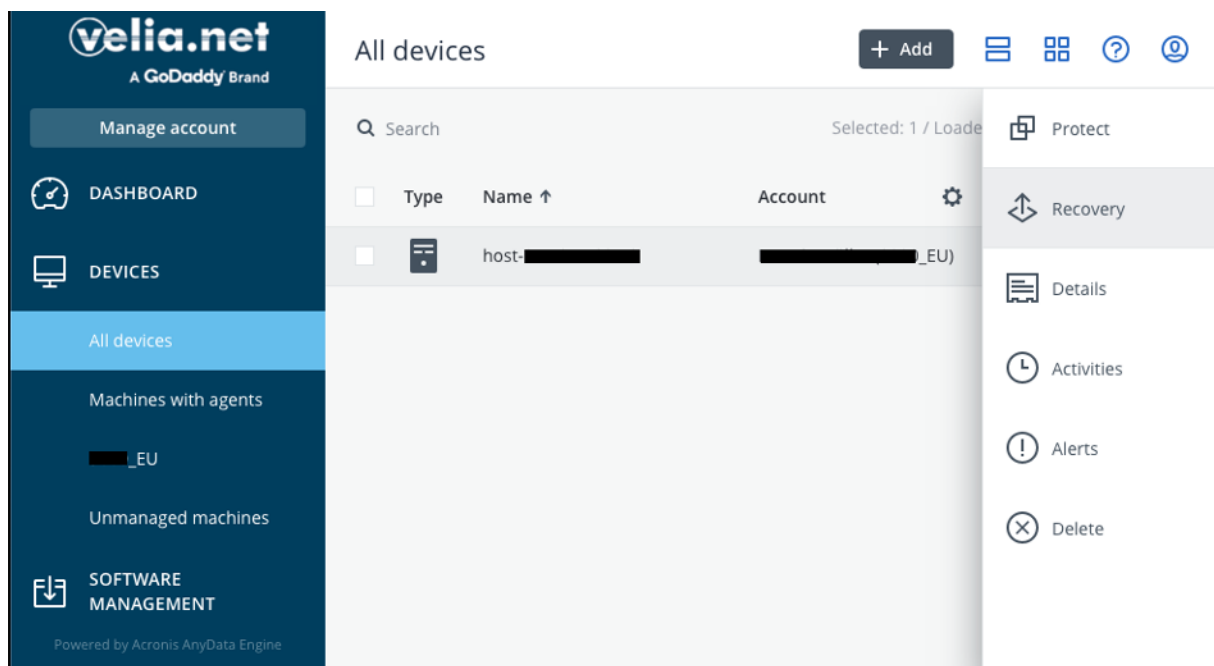 velia.net
A GoDaddy Brand
Manage account
DASHBOARD
DEVICES
All devices
Machines with agents
_EU
Unmanaged machines
SOFTWARE
MANAGEMENT
Powered by Acronis AnyData Engine
All devices
+ Add
Search
Selected: 1 / Loade
Type Name ↑ Account
host- _EU)
Protect
Recovery
Details
Activities
Alerts
Delete